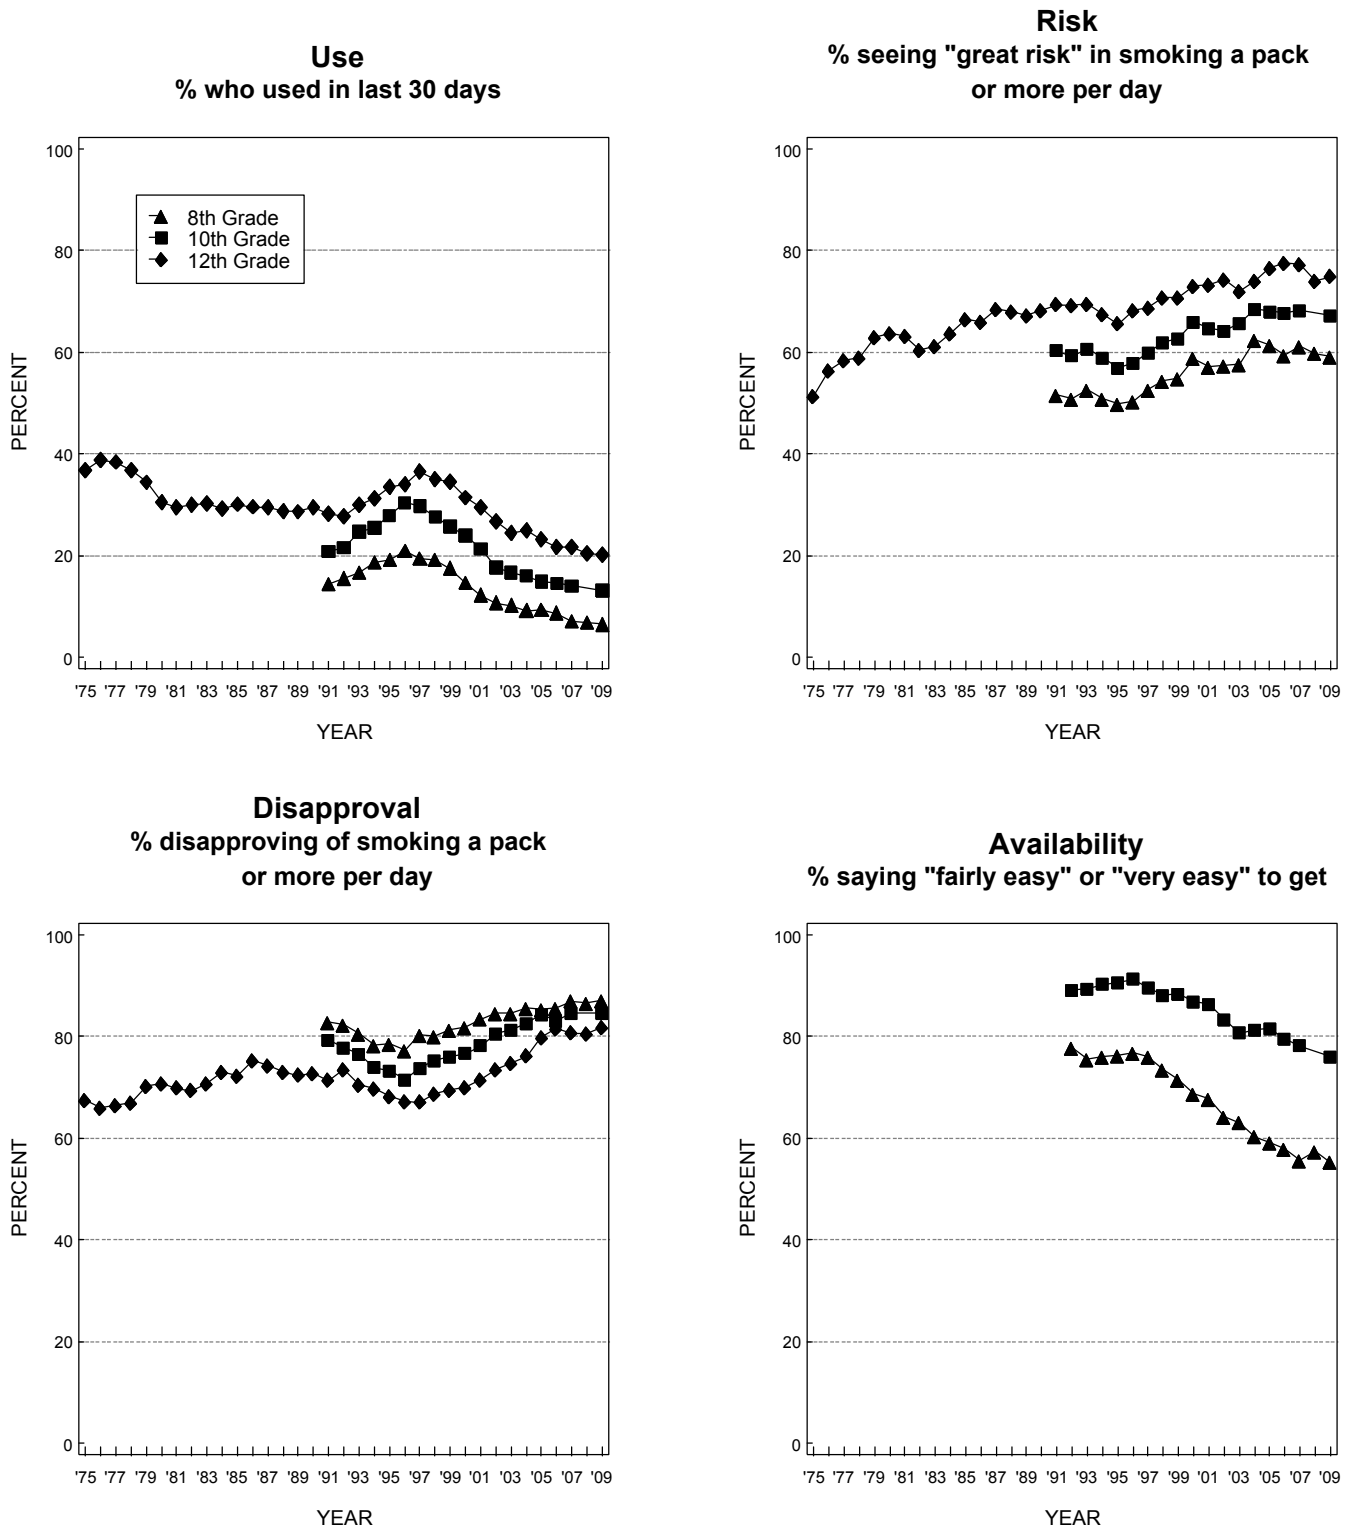 Use
% who used in last 30 days
100
80
60
40
20
0
PERCENT
8th Grade
10th Grade
12th Grade
'75 '77 '79 '81 '83 '85 '87 '89 '91 '93 '95 '97 '99 '01 '03 '05 '07 '09
YEAR
Risk
% seeing "great risk" in smoking a pack
or more per day
100
80
60
40
20
0
PERCENT
'75 '77 '79 '81 '83 '85 '87 '89 '91 '93 '95 '97 '99 '01 '03 '05 '07 '09
YEAR
Disapproval
% disapproving of smoking a pack
or more per day
100
80
60
40
20
0
PERCENT
'75 '77 '79 '81 '83 '85 '87 '89 '91 '93 '95 '97 '99 '01 '03 '05 '07 '09
YEAR
Availability
% saying "fairly easy" or "very easy" to get
100
80
60
40
20
0
PERCENT
'75 '77 '79 '81 '83 '85 '87 '89 '91 '93 '95 '97 '99 '01 '03 '05 '07 '09
YEAR